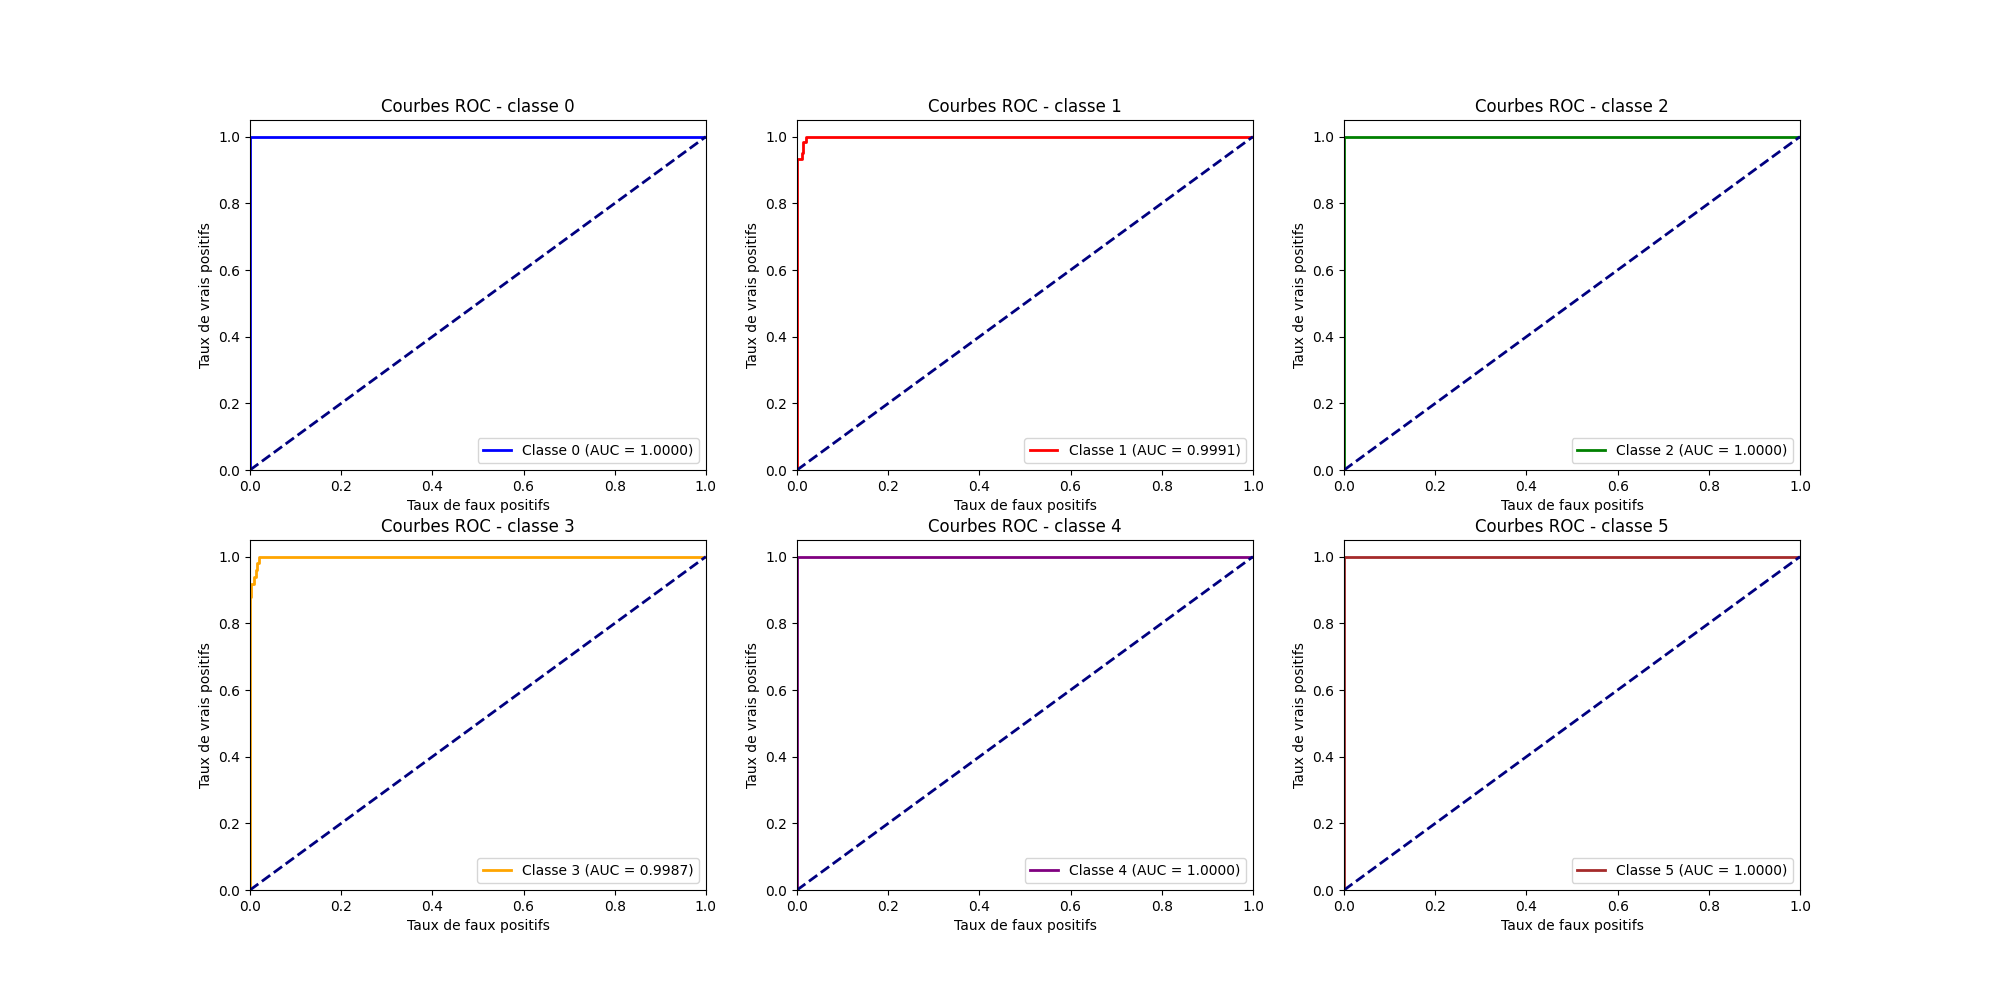 Courbes ROC - classe 0
Taux de vrais positifs
1.0
0.8
0.6
0.4
0.2
0.0
Classe 0 (AUC = 1.0000)
0.0 0.2 0.4 0.6 0.8 1.0
Taux de faux positifs
Courbes ROC - classe 1
Taux de vrais positifs
1.0
0.8
0.6
0.4
0.2
0.0
Classe 1 (AUC = 0.9991)
0.0 0.2 0.4 0.6 0.8 1.0
Taux de faux positifs
Courbes ROC - classe 2
Taux de vrais positifs
1.0
0.8
0.6
0.4
0.2
0.0
Classe 2 (AUC = 1.0000)
0.0 0.2 0.4 0.6 0.8 1.0
Taux de faux positifs
Courbes ROC - classe 3
Taux de vrais positifs
1.0
0.8
0.6
0.4
0.2
0.0
Classe 3 (AUC = 0.9987)
0.0 0.2 0.4 0.6 0.8 1.0
Taux de faux positifs
Courbes ROC - classe 4
Taux de vrais positifs
1.0
0.8
0.6
0.4
0.2
0.0
Classe 4 (AUC = 1.0000)
0.0 0.2 0.4 0.6 0.8 1.0
Taux de faux positifs
Courbes ROC - classe 5
Taux de vrais positifs
1.0
0.8
0.6
0.4
0.2
0.0
Classe 5 (AUC = 1.0000)
0.0 0.2 0.4 0.6 0.8 1.0
Taux de faux positifs